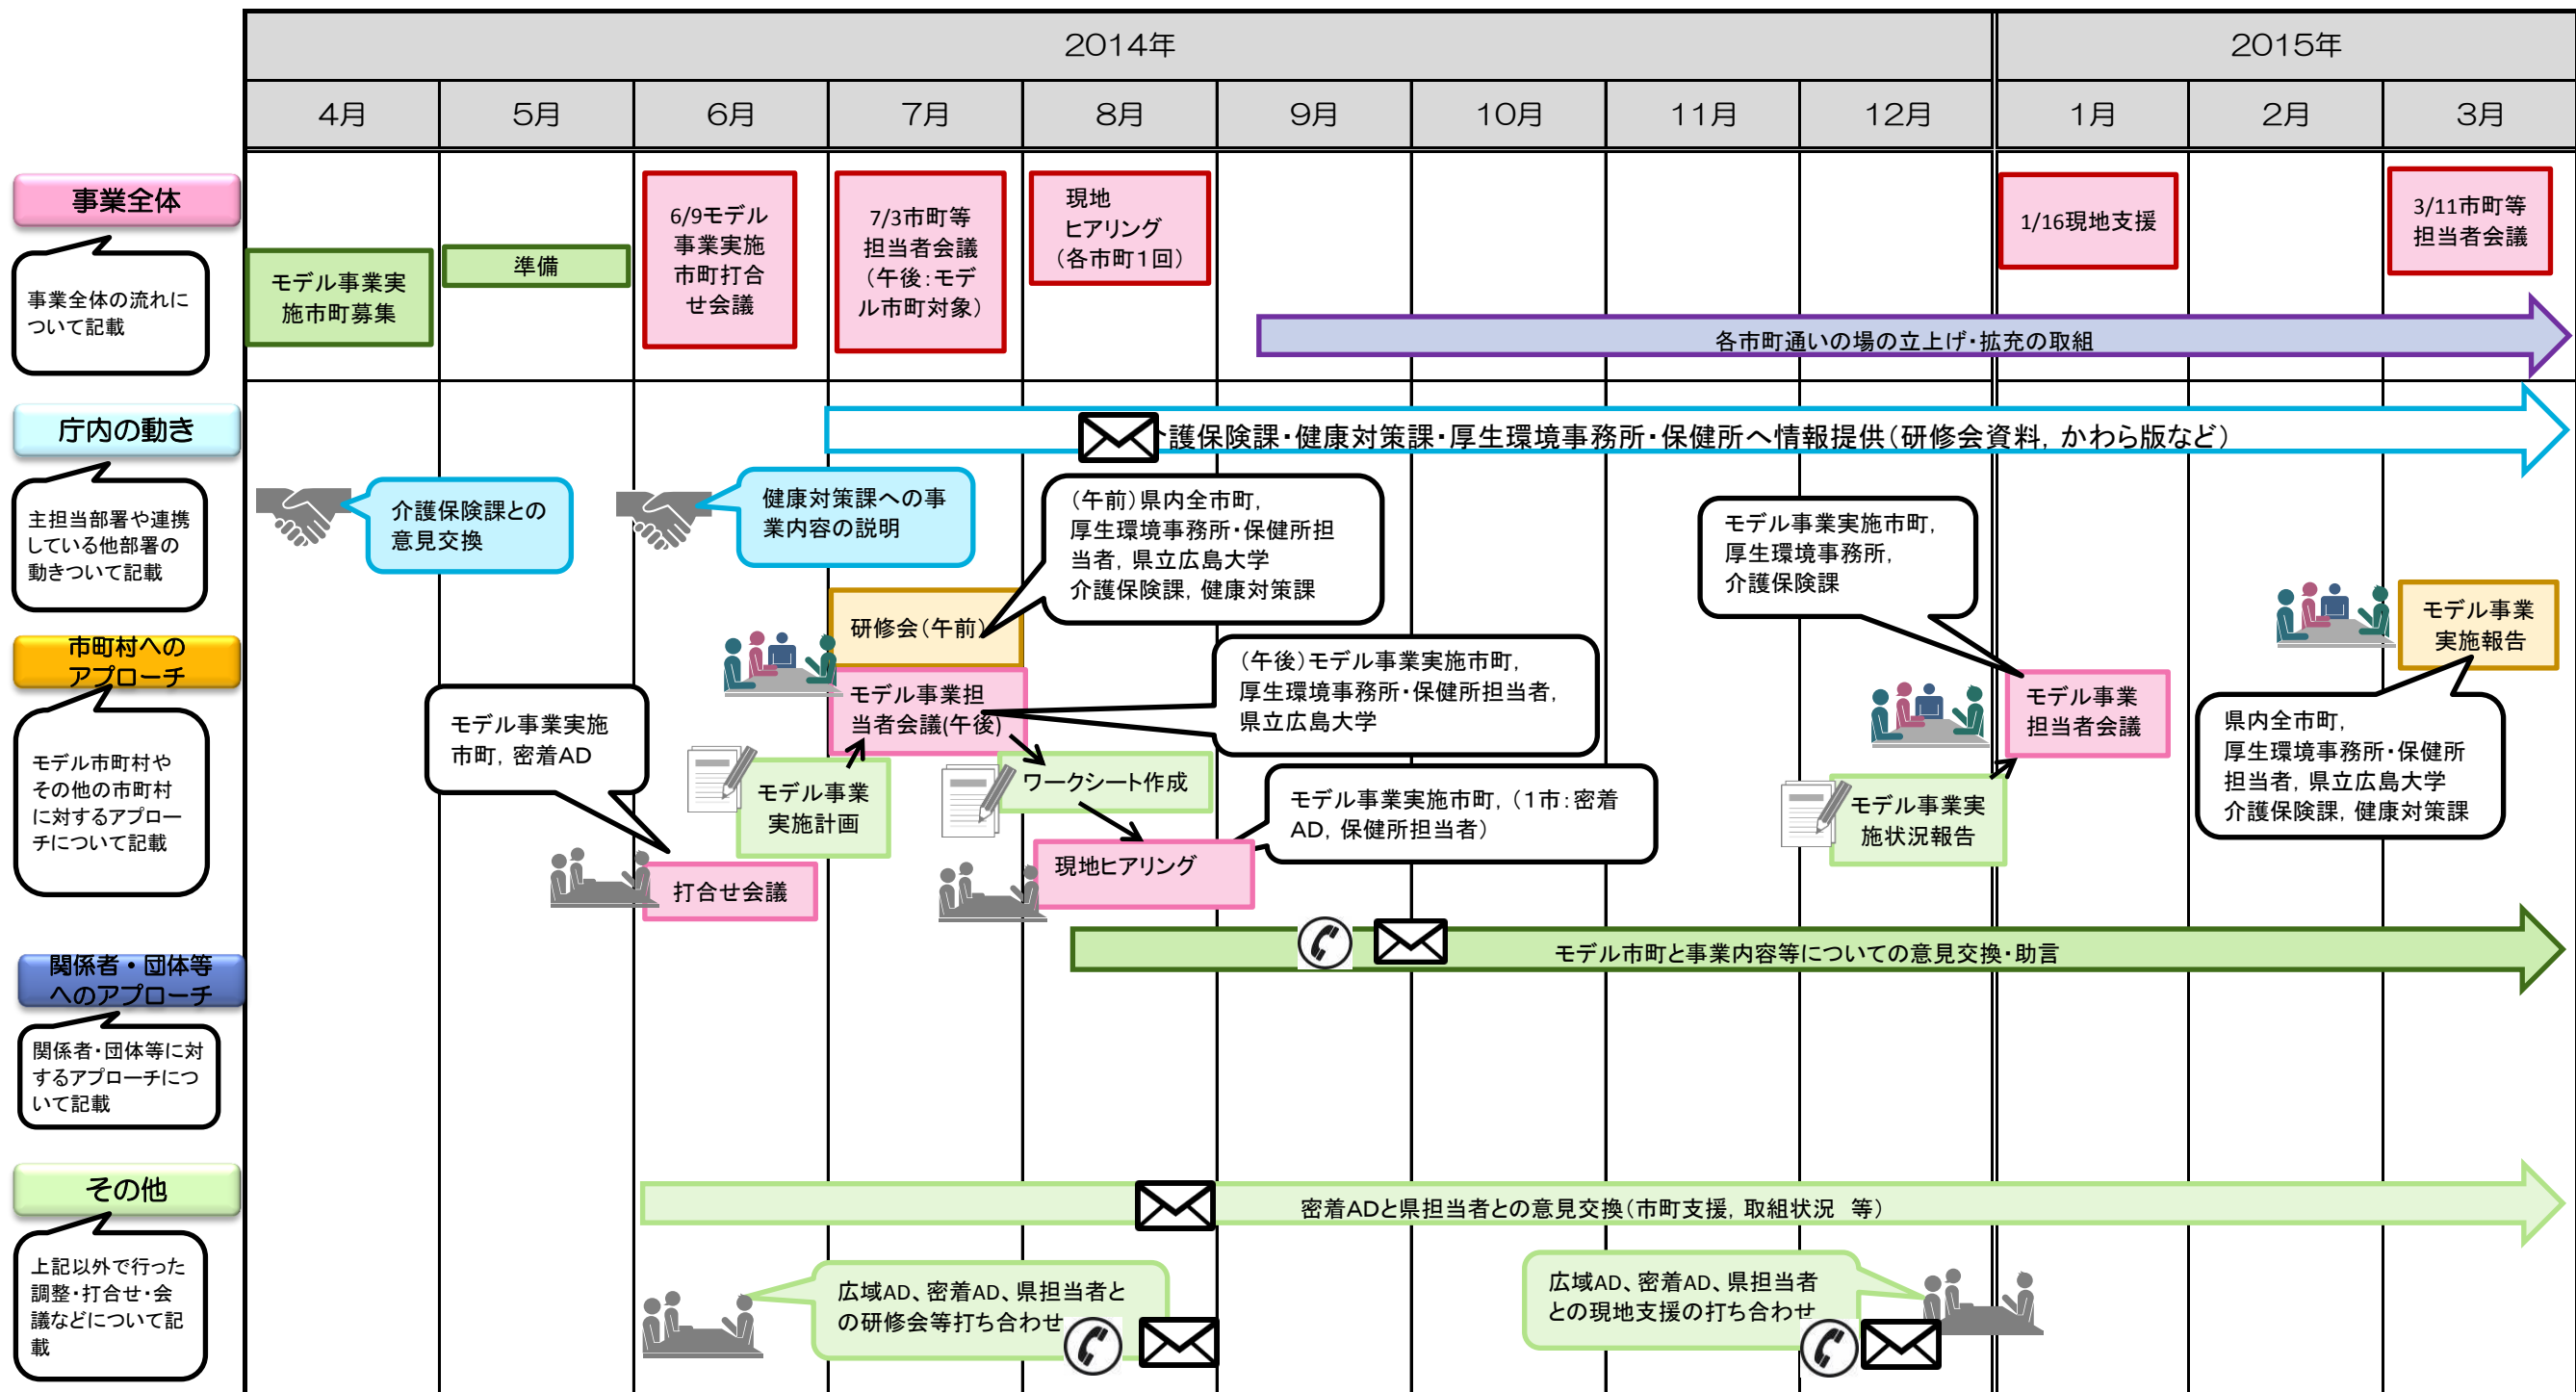 2014年
2015年
4月
5月
6月
7月
8月
9月
10月
11月
12月
1月
2月
3月
事業全体
事業全体の流れに
ついて記載
モデル事業実
施市町募集
準備
6/9モデル
事業実施
市町打合
せ会議
7/3市町等
担当者会議
（午後：モデ
ル市町対象）
現地
ヒアリング
（各市町1回）
1/16現地支援
3/11市町等
担当者会議
各市町通いの場の立上げ・拡充の取組
庁内の動き
主担当部署や連携
している他部署の
動きついて記載
護保険課・健康対策課・厚生環境事務所・保健所へ情報提供（研修会資料，かわら版など）
介護保険課との
意見交換
健康対策課への事
業内容の説明
（午前）県内全市町，
厚生環境事務所・保健所担
当者，県立広島大学
介護保険課，健康対策課
モデル事業実施市町，
厚生環境事務所，
介護保険課
市町村への
アプローチ
モデル市町村や
その他の市町村
に対するアプロー
チについて記載
研修会（午前）
モデル事業担
当者会議(午後)
（午後）モデル事業実施市町，
厚生環境事務所・保健所担当者，
県立広島大学
モデル事業実施
市町，密着AD
モデル事業
実施計画
ワークシート作成
モデル事業実施市町，（1市：密着
AD，保健所担当者）
打合せ会議
現地ヒアリング
モデル事業
担当者会議
モデル事業実
施状況報告
モデル事業
実施報告
県内全市町，
厚生環境事務所・保健所
担当者，県立広島大学
介護保険課，健康対策課
モデル市町と事業内容等についての意見交換・助言
関係者・団体等
へのアプローチ
関係者・団体等に対
するアプローチにつ
いて記載
その他
上記以外で行った
調整・打合せ・会
議などについて記
載
密着ADと県担当者との意見交換（市町支援，取組状況　等）
広域AD、密着AD、県担当者と
の研修会等打ち合わせ
広域AD、密着AD、県担当者
との現地支援の打ち合わせ